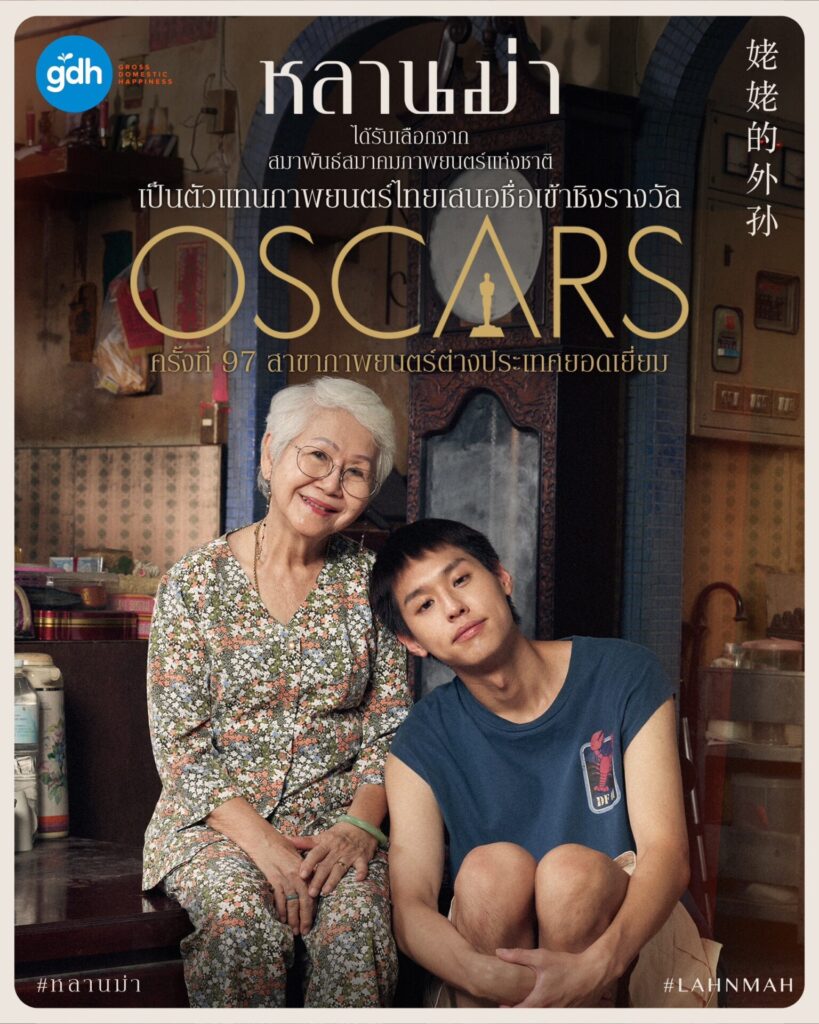 gdh
GROSS
DOMESTIC
HAPPINESS
หลานม่า
姥姥的外孙
ได้รับเลือกจาก
สมาพันธ์สมาคมภาพยนตร์แห่งชาติ
เป็นตัวแทนภาพยนตร์ไทยเสนอชื่อเข้าชิงรางวัล
OSCARS
ครั้งที่ 97 สาขาภาพยนตร์ต่างประเทศยอดเยี่ยม
#หลานม่า
#LAHNMAH